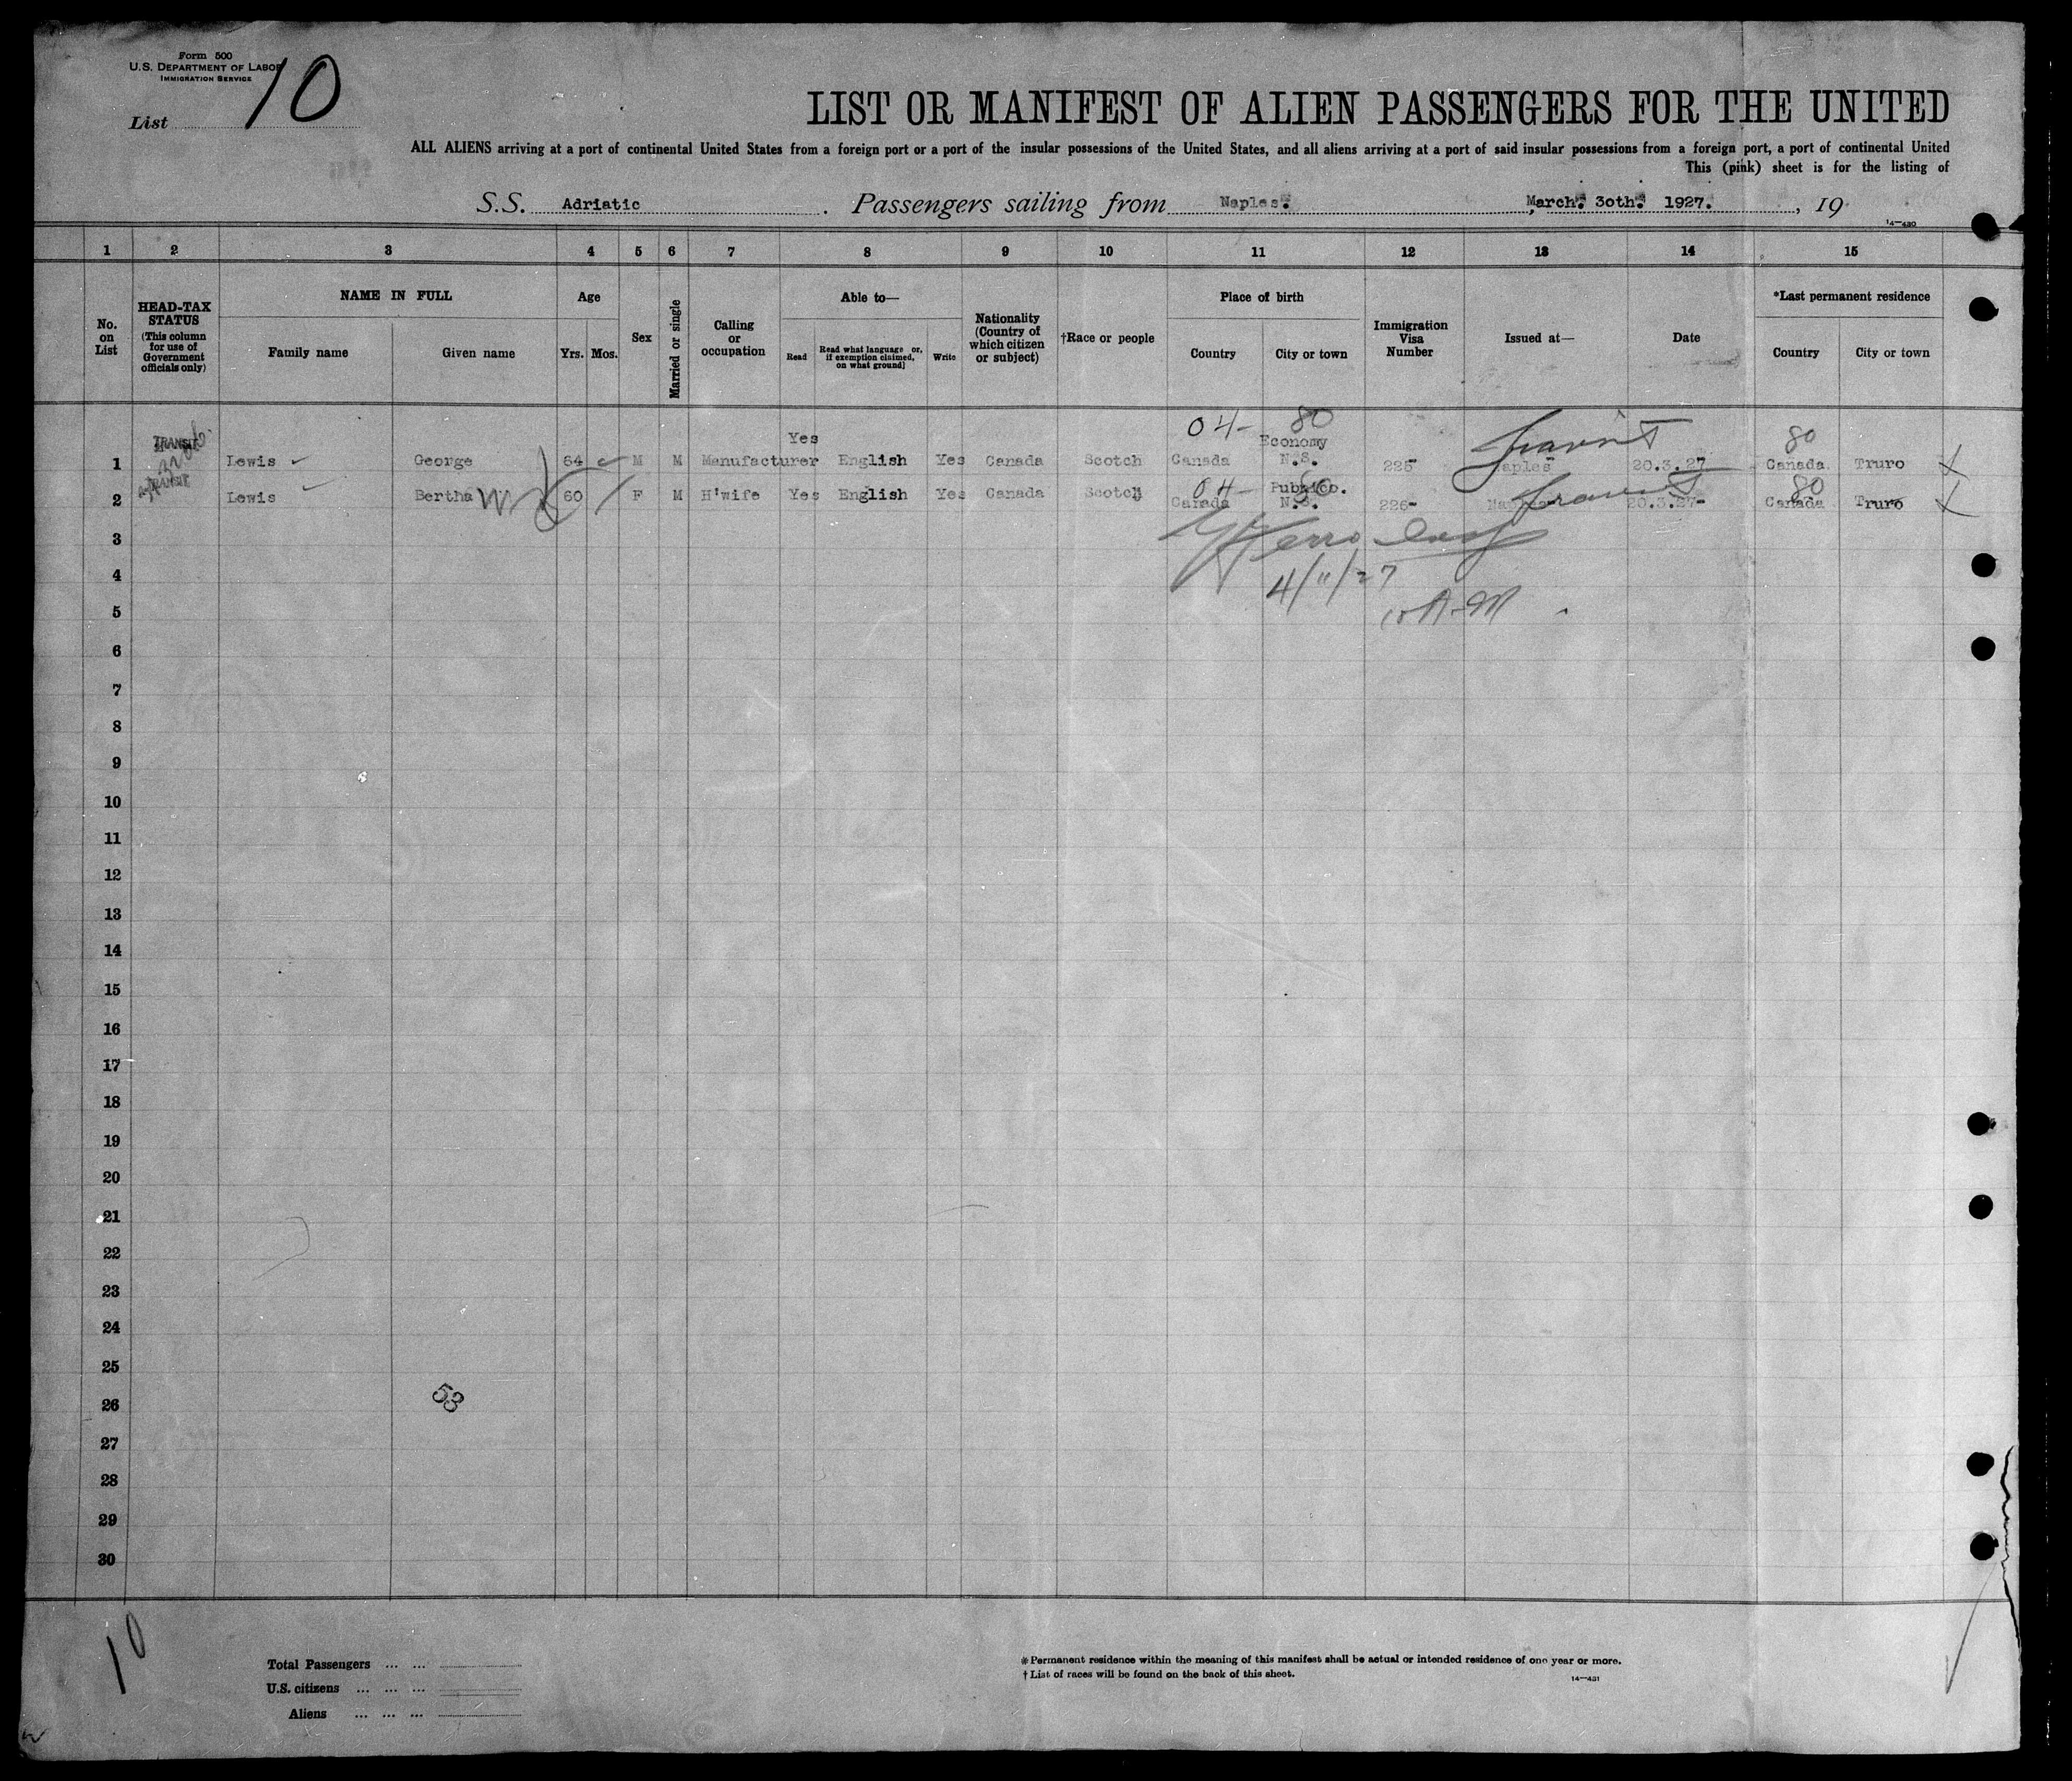 Form 500
U.S. DEPARTMENT OF LABOR
IMMIGRATION SERVICE
List 10
LIST OR MANIFEST OF ALIEN PASSENGERS FOR THE UNITED
ALL ALIENS arriving at a port of continental United States from a foreign port or a port of the insular possessions of the United States, and all aliens arriving at a port of said insular possessions from a foreign port, a port of continental United
This (pink) sheet is for the listing of
S.S. Adriatic . Passengers sailing from Naples. March. 30th. 1927. , 19
14—430
1 2 3 4 5 6 7 8 9 10 11 12 13 14 15
No. on List
HEAD-TAX STATUS
(This column for use of Government officials only)
NAME IN FULL
Family name Given name
Age
Yrs. Mos.
Sex
Married or single
Calling or occupation
Able to—
Read
Read what language or, if exemption claimed, on what ground]
Write
Nationality (Country of which citizen or subject)
†Race or people
Place of birth
Country City or town
Immigration Visa Number
Issued at—
Date
*Last permanent residence
Country City or town
04- 80 80
TRANSIT Yes Economy Transit
1 Lewis George 64 M M Manufacturer English Yes Canada Scotch Canada N.S. 225 Naples 20.3.27 Canada. Truro X
TRANSIT 04- 80 Transit 80
2 Lewis Bertha W 60 F M H'wife Yes English Yes Canada Scotch Canada N.S. 226- 20.3.27- Canada Truro X
3
4 4/11/27
5 10 A-M
6
7
8
9
10
11
12
13
14
15
16
17
18
19
20
21
22
23
24
25
26 53
27
28
29
30
10
Total Passengers ... ...
U.S. citizens ... ... ...
Aliens ... ... ...
*Permanent residence within the meaning of this manifest shall be actual or intended residence of one year or more.
†List of races will be found on the back of this sheet.
14—431